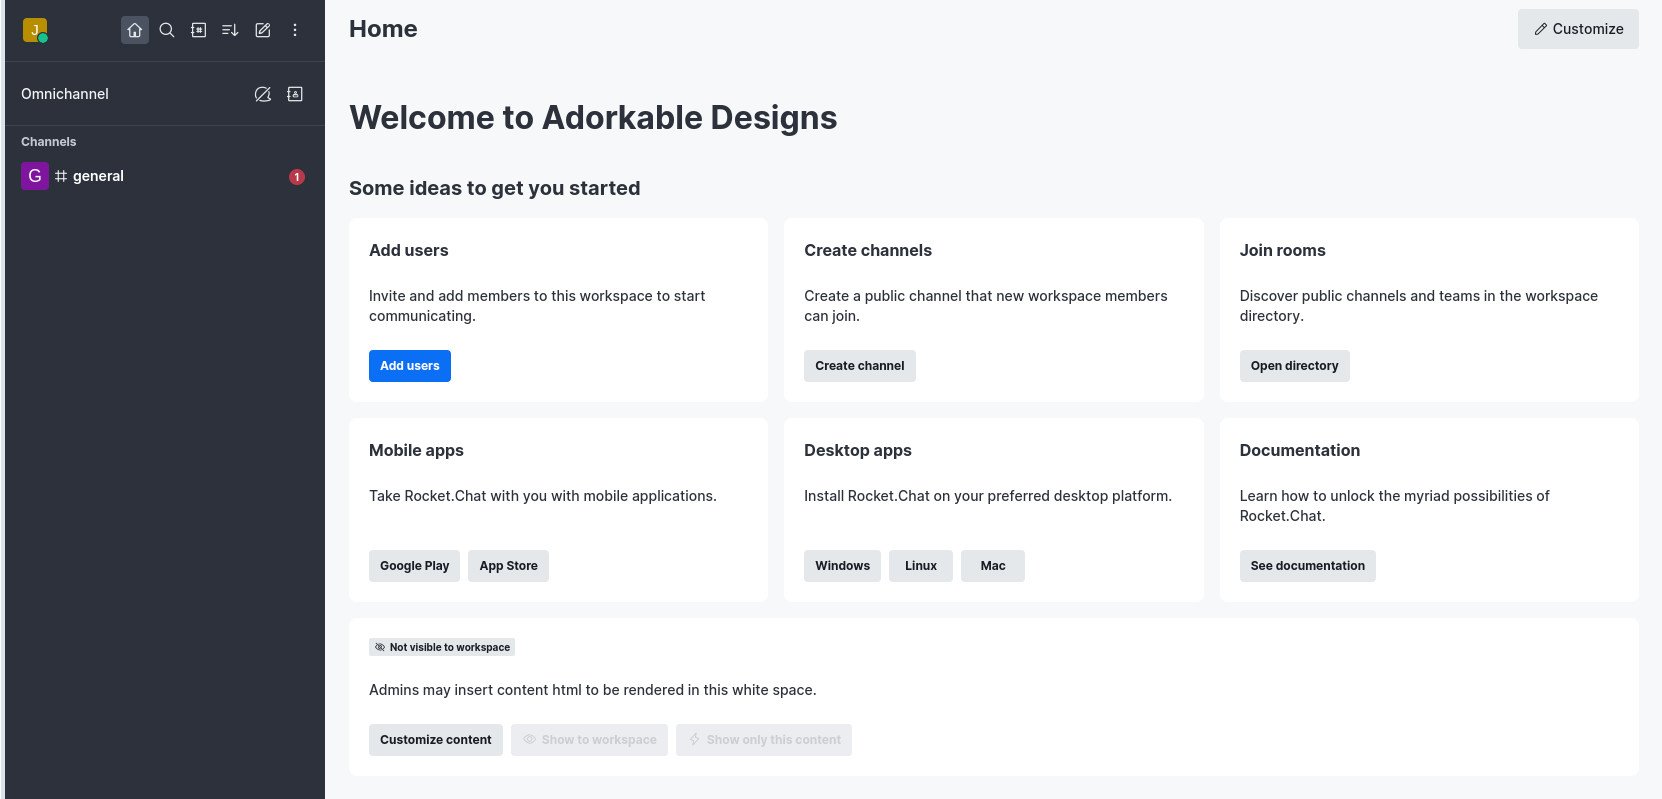 J
Home
Customize
Omnichannel
Channels
G
general
1
Welcome to Adorkable Designs
Some ideas to get you started
Add users
Invite and add members to this workspace to start
communicating.
Add users
Create channels
Create a public channel that new workspace members
can join.
Create channel
Join rooms
Discover public channels and teams in the workspace
directory.
Open directory
Mobile apps
Take Rocket.Chat with you with mobile applications.
Google Play App Store
Desktop apps
Install Rocket.Chat on your preferred desktop platform.
Windows Linux Mac
Documentation
Learn how to unlock the myriad possibilities of
Rocket.Chat.
See documentation
Not visible to workspace
Admins may insert content html to be rendered in this white space.
Customize content Show to workspace Show only this content